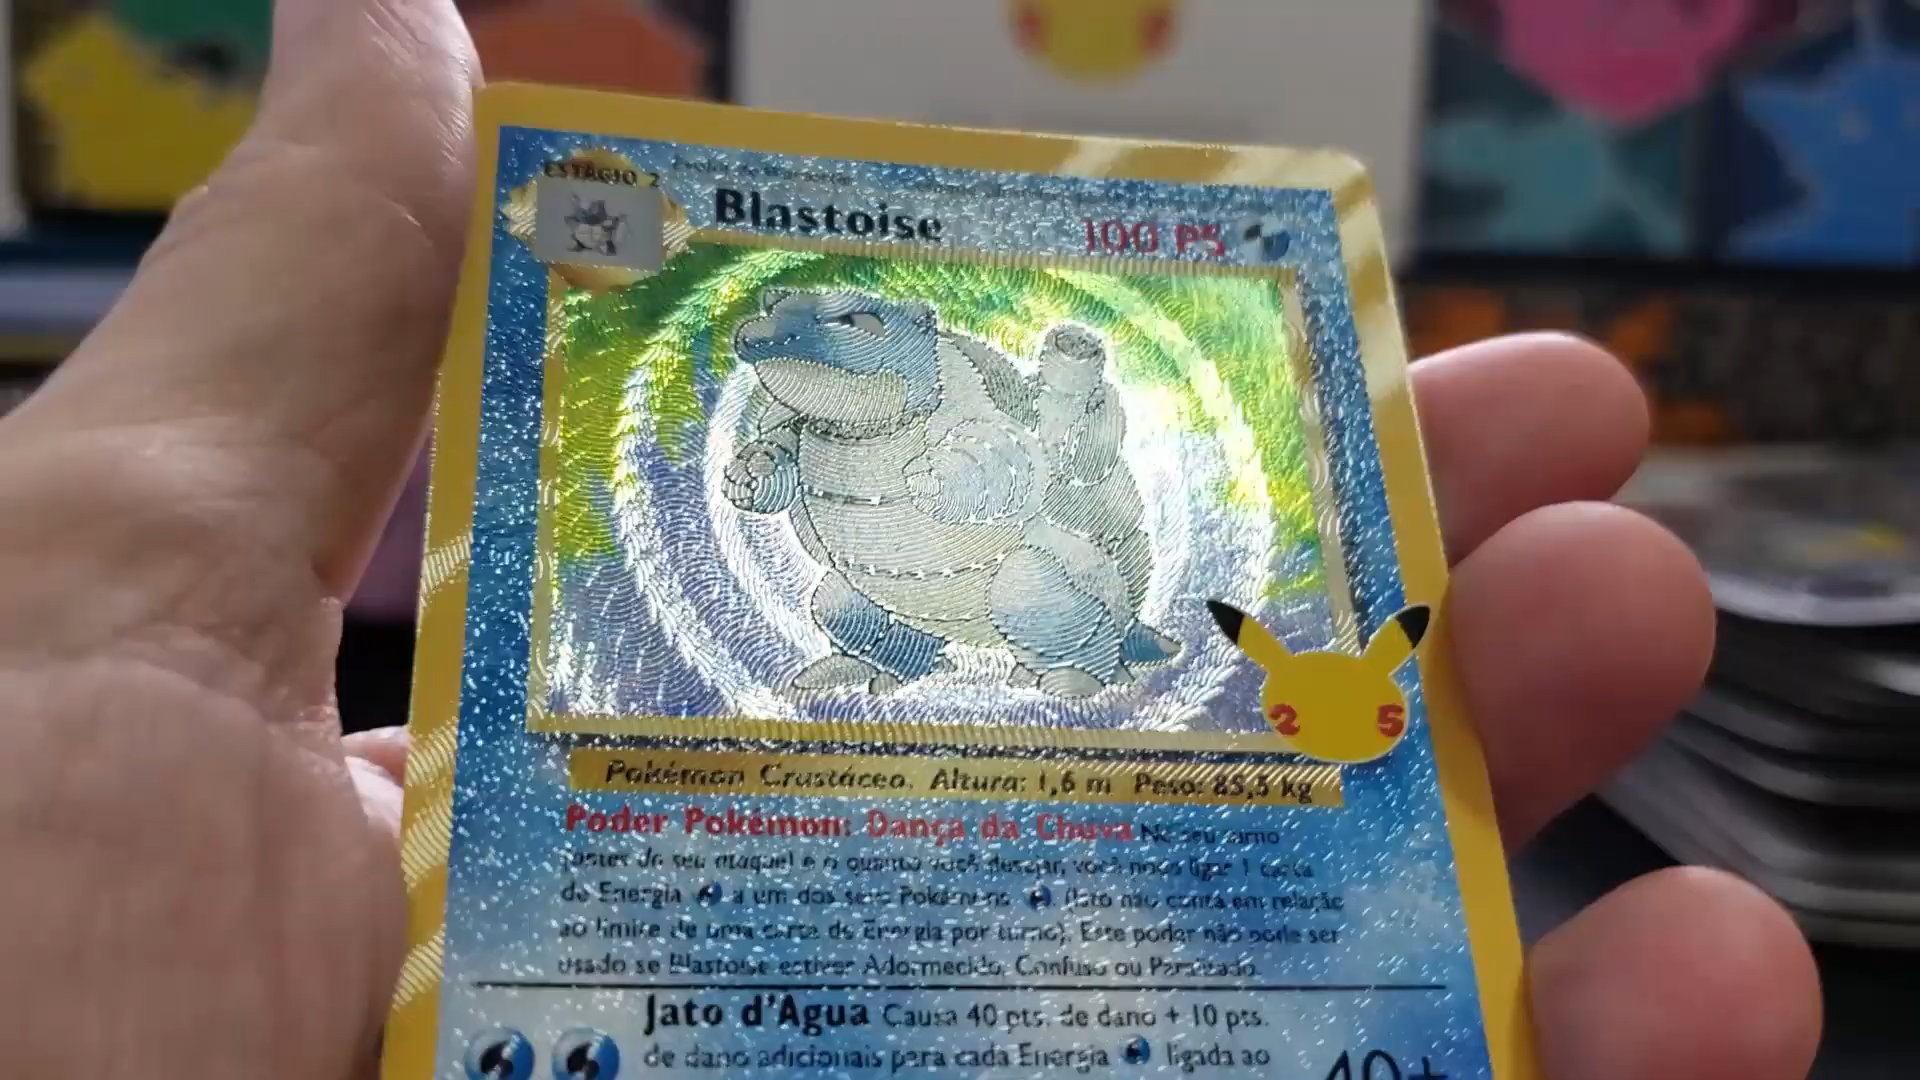 ESTÁGIO 2
Blastoise 100 PS
2 5
Pokémon Crustáceo. Altura: 1,6 m Peso: 85,5 kg
Poder Pokémon: Dança da Chuva No seu turno
(antes do seu ataque) e o quanto você desejar, você pode ligar 1 carta
de Energia a um dos seus Pokémons . (Isto não conta em relação
ao limite de uma carta de Energia por turno). Este poder não pode ser
usado se Blastoise estiver Adormecido, Confuso ou Paralizado.
Jato d'Água Causa 40 pts. de dano + 10 pts.
de dano adicionais para cada Energia ligada ao
40+